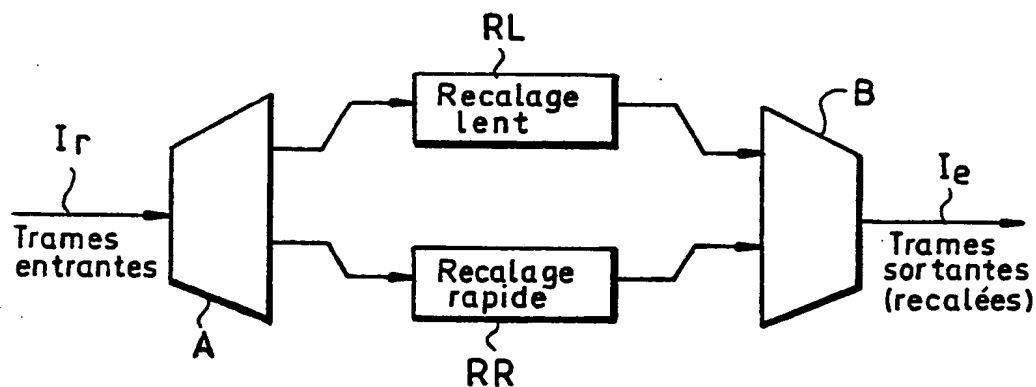 RL
Recalage
lent
B
Ir
Ie
Trames
entrantes
Trames
sortantes
(recalées)
Recalage
rapide
A
RR